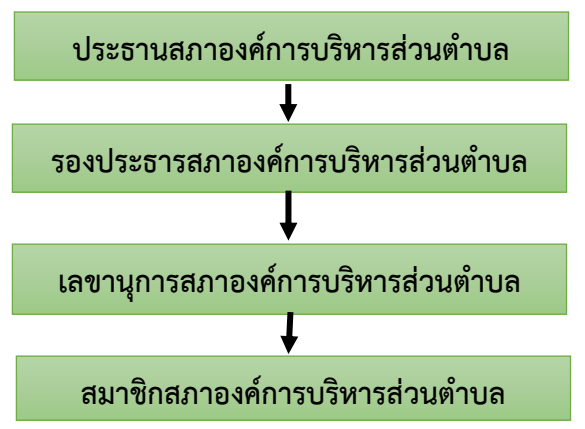 ประธานสภาองค์การบริหารส่วนตำบล
รองประธารสภาองค์การบริหารส่วนตำบล
เลขานุการสภาองค์การบริหารส่วนตำบล
สมาชิกสภาองค์การบริหารส่วนตำบล